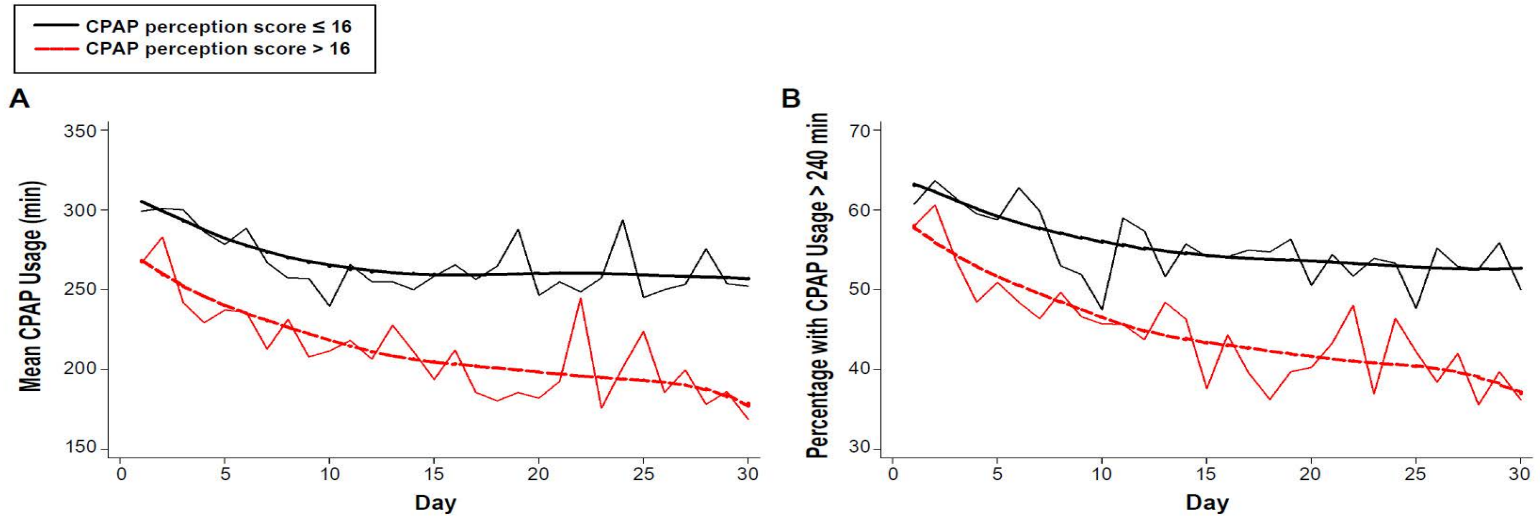 CPAP perception score ≤ 16
CPAP perception score > 16
A
Mean CPAP Usage (min)
350
300
250
200
150
0 5 10 15 20 25 30
Day
B
Percentage with CPAP Usage > 240 min
70
60
50
40
30
0 5 10 15 20 25 30
Day